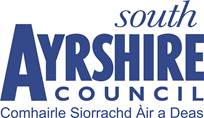 south
AYRSHIRE
COUNCIL
Comhairle Siorrachd Àir a Deas